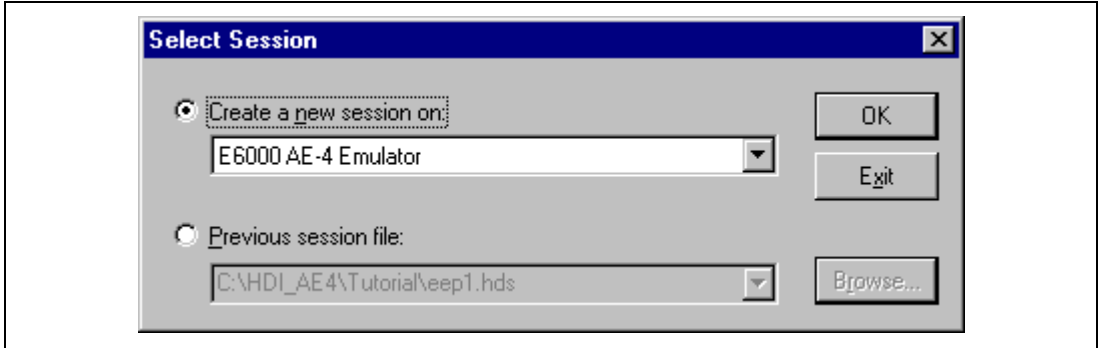 Select Session
Create a new session on:
OK
E6000 AE-4 Emulator
Exit
Previous session file:
C:\HDI_AE4\Tutorial\eep1.hds
Browse...